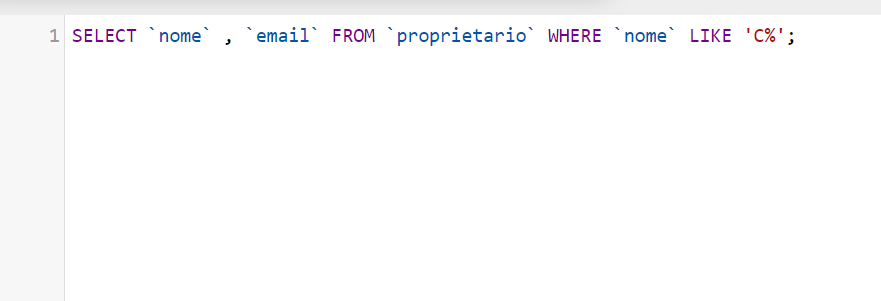 1 SELECT `nome` , `email` FROM `proprietario` WHERE `nome` LIKE 'C%';